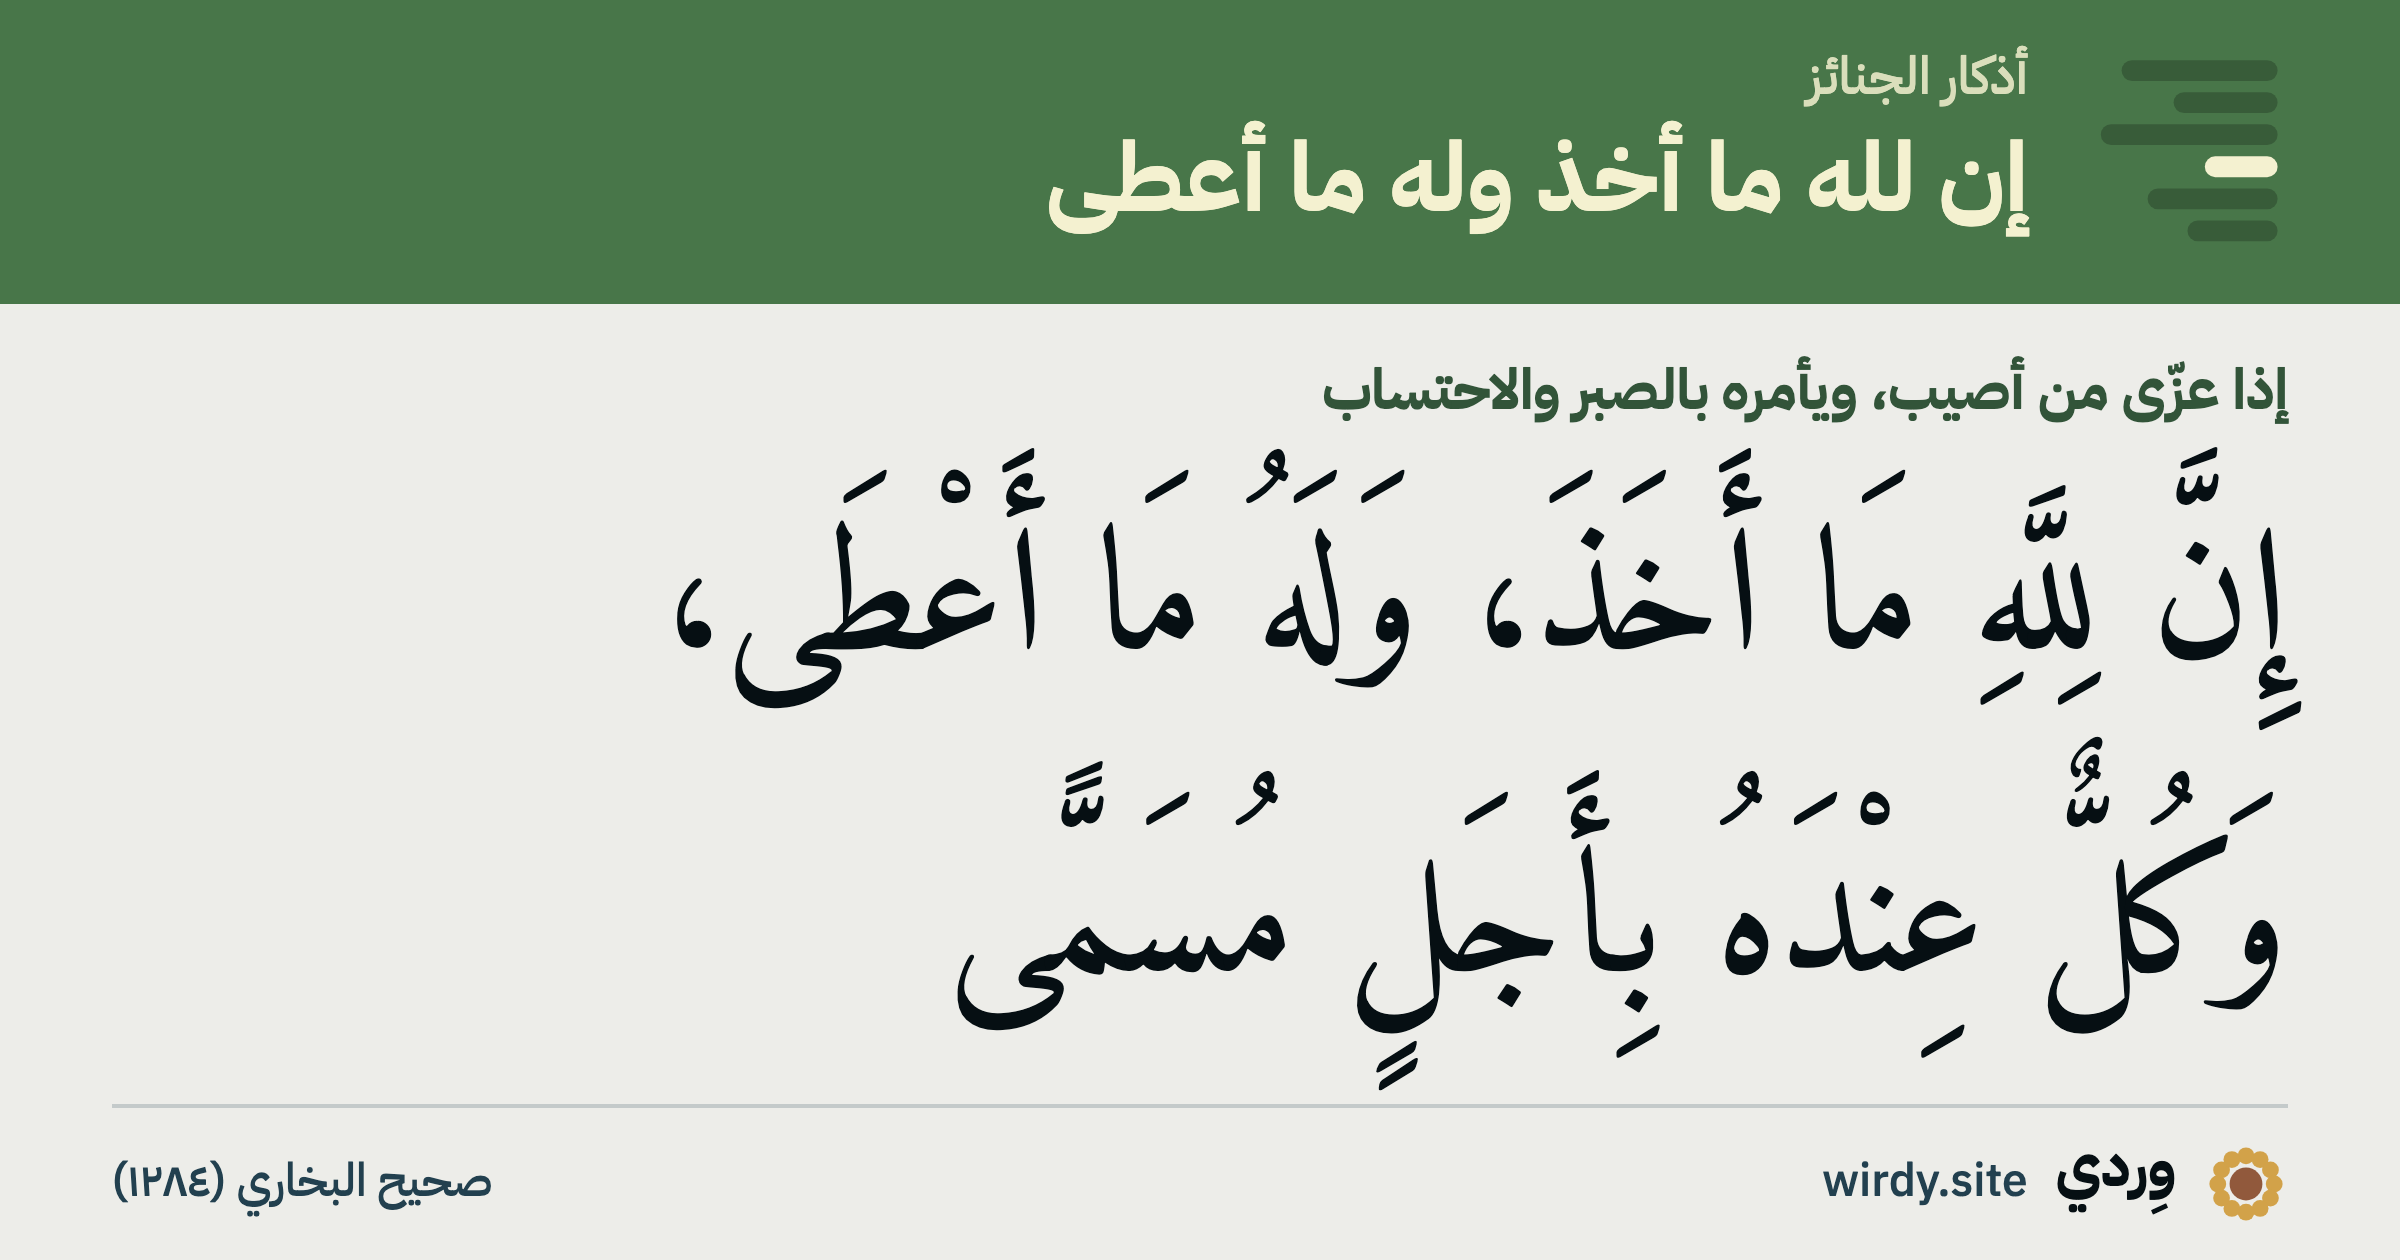 أذكار الجنائز
إن لله ما أخذ وله ما أعطى
إذا عزّى من أصيب، ويأمره بالصبر والاحتساب
إِنَّ لِلَّهِ مَا أَخَذَ، وَلَهُ مَا أَعْطَى،
وَكُلٌّ عِنْدَهُ بِأَجَلٍ مُسَمًّى
وِردي wirdy.site
صحيح البخاري (١٢٨٤)